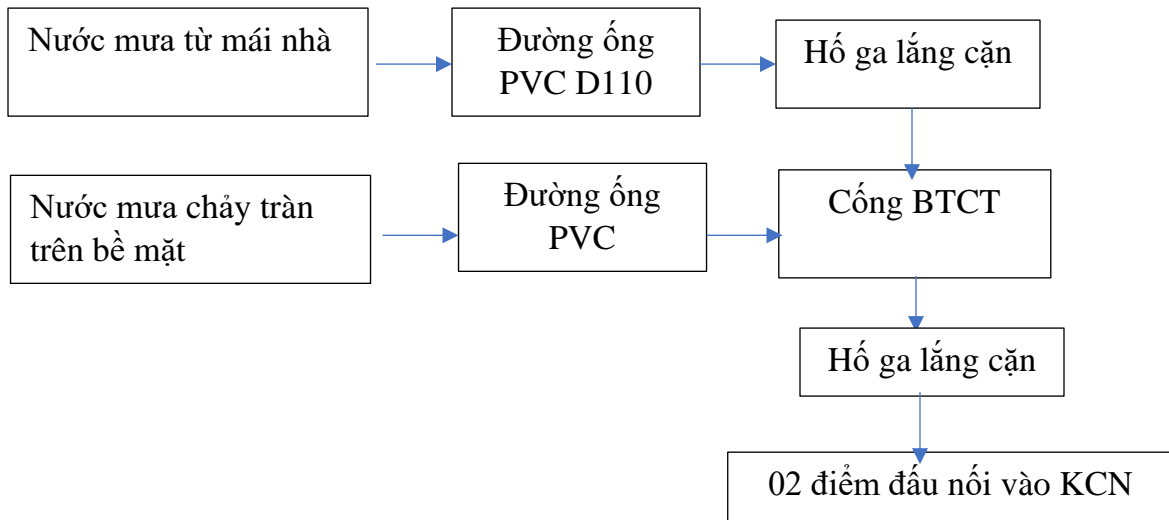 Nước mưa từ mái nhà
Đường ống
PVC D110
Hố ga lắng cặn
Nước mưa chảy tràn
trên bề mặt
Đường ống
PVC
Cống BTCT
Hố ga lắng cặn
02 điểm đấu nối vào KCN